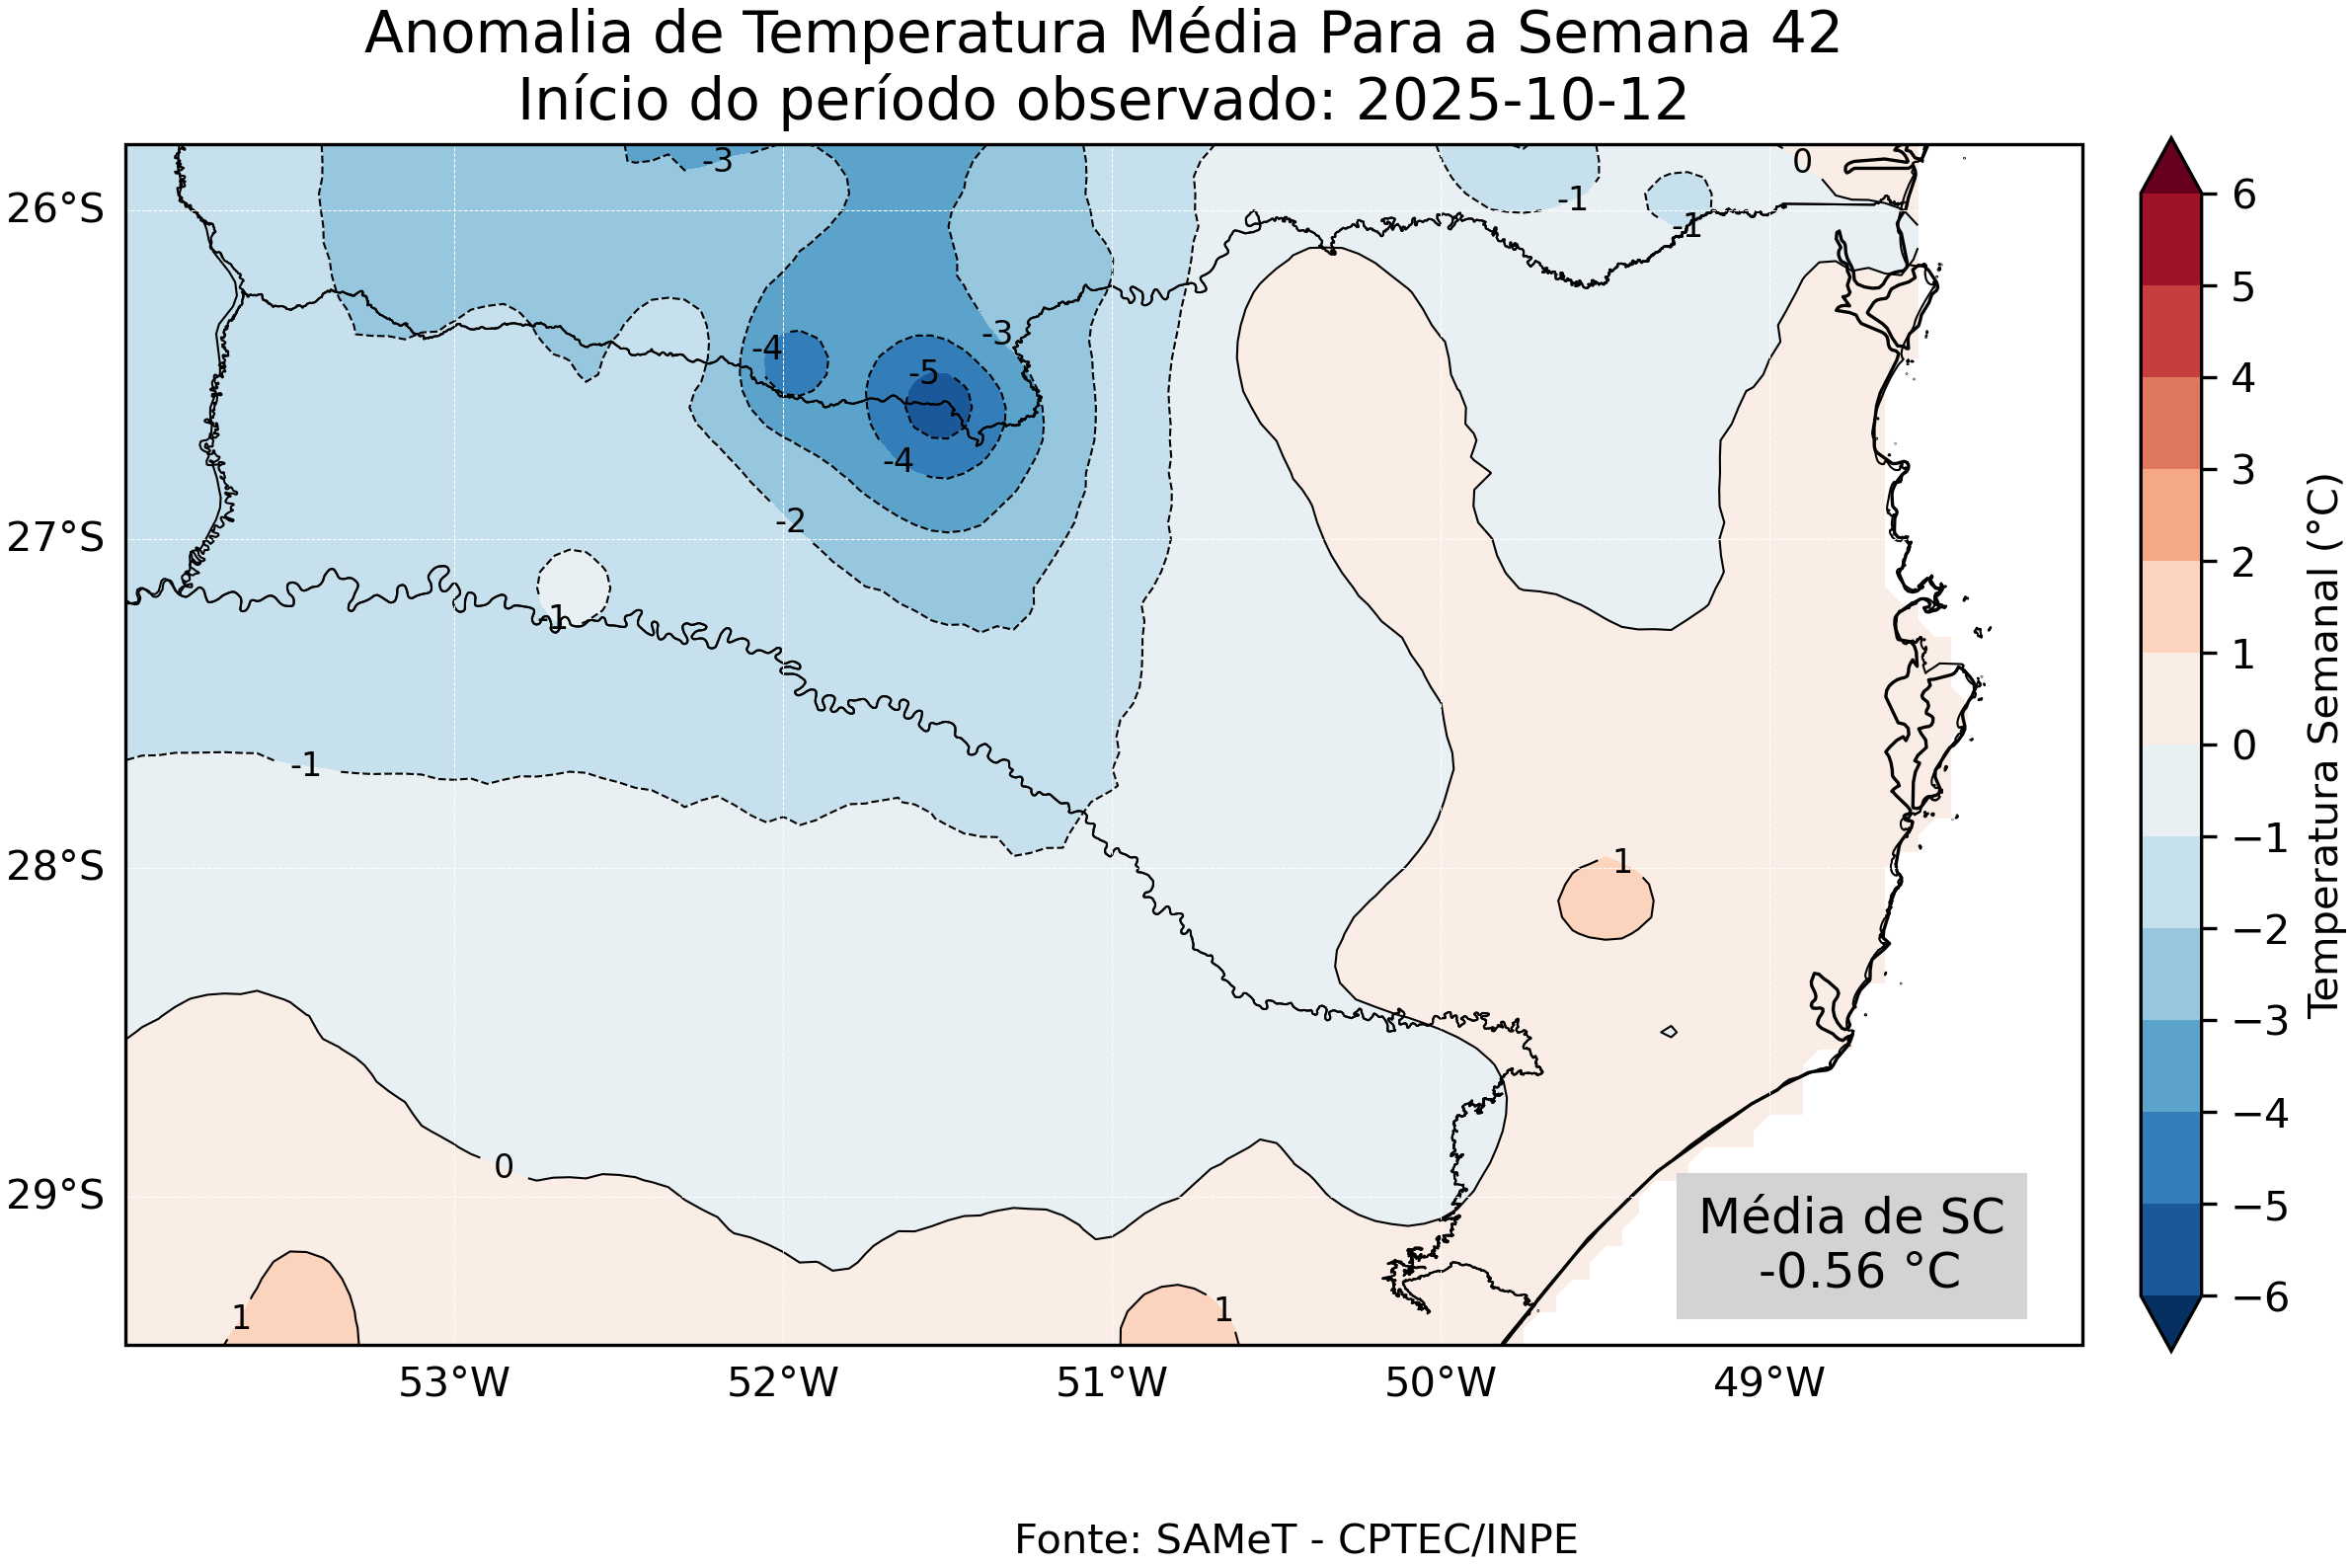 Anomalia de Temperatura Média Para a Semana 42
Início do período observado: 2025-10-12
26°S
27°S
28°S
29°S
53°W
52°W
51°W
50°W
49°W
-3
0
-1
-1
-3
-4
-5
-4
-2
-1
-1
1
0
1
1
Média de SC
-0.56 °C
6
5
4
3
2
1
0
−1
−2
−3
−4
−5
−6
Temperatura Semanal (°C)
Fonte: SAMeT - CPTEC/INPE